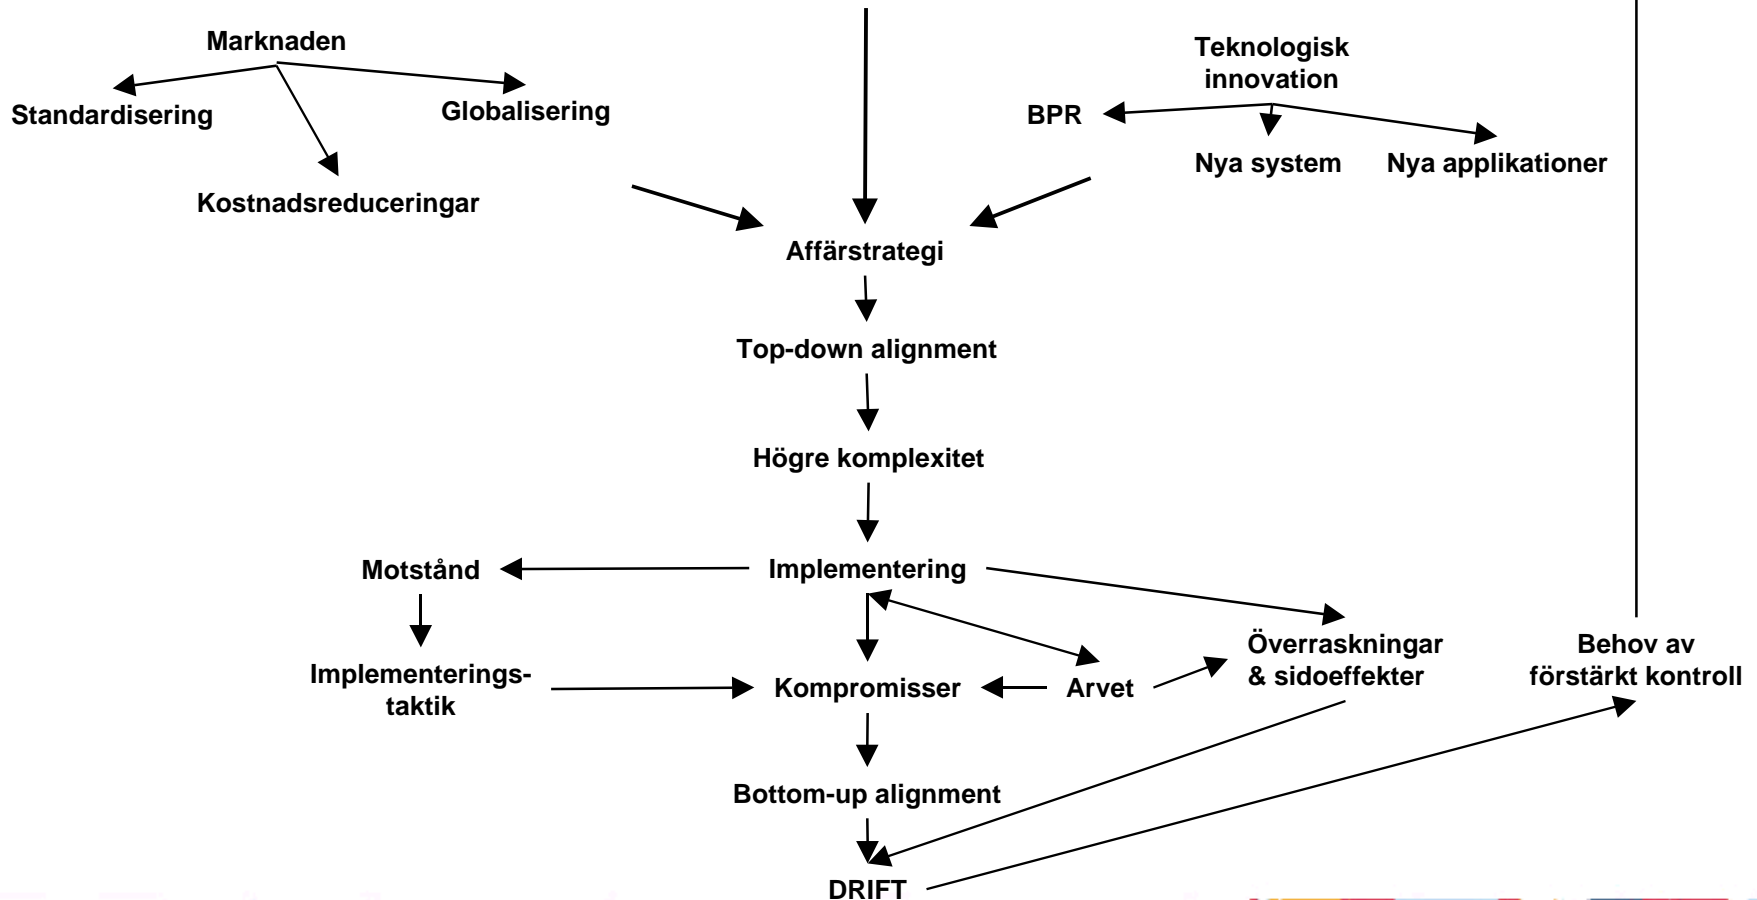 Marknaden
Teknologisk
innovation
Standardisering
Globalisering
BPR
Nya system
Nya applikationer
Kostnadsreduceringar
Affärstrategi
Top-down alignment
Högre komplexitet
Motstånd
Implementering
Överraskningar
& sidoeffekter
Behov av
förstärkt kontroll
Implementerings-
taktik
Kompromisser
Arvet
Bottom-up alignment
DRIFT